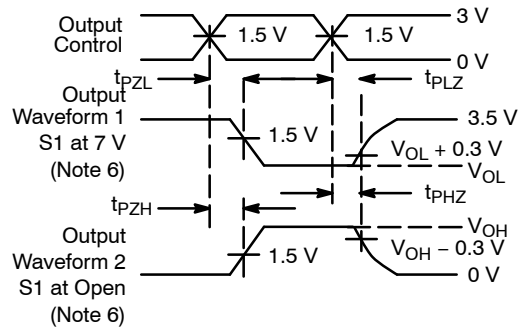 Output
Control
1.5 V
1.5 V
3 V
0 V
tPZL
tPLZ
Output
Waveform 1
S1 at 7 V
(Note 6)
1.5 V
3.5 V
VOL + 0.3 V
VOL
tPZH
tPHZ
Output
Waveform 2
S1 at Open
(Note 6)
1.5 V
VOH
VOH − 0.3 V
0 V